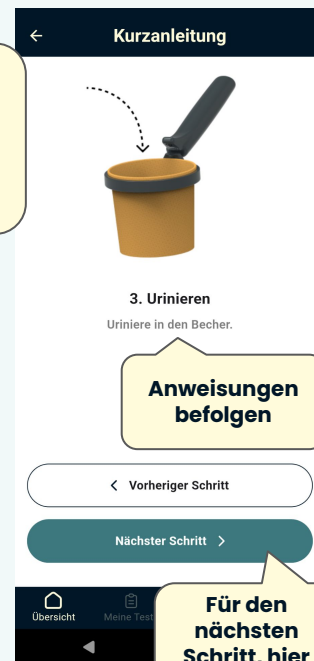 Kurzanleitung
3. Urinieren
Uriniere in den Becher.
Anweisungen
befolgen
Vorheriger Schritt
Nächster Schritt
Übersicht
Meine Test
Für den
nächsten
Schritt, hier